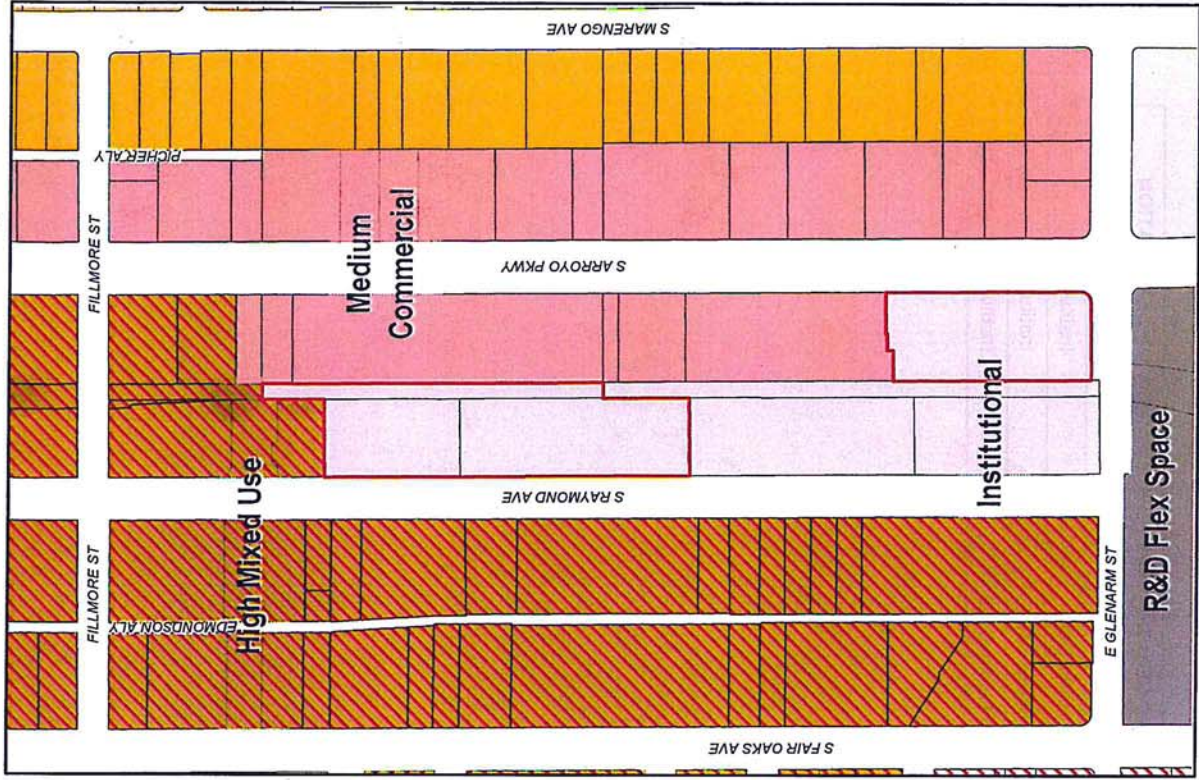 S MARENGO AVE
PICHER ALY
FILLMORE ST
Medium
Commercial
S ARROYO PKWY
High Mixed Use
Institutional
S RAYMOND AVE
FILLMORE ST
EDMONDSON ALY
E GLENARM ST
R&D Flex Space
S FAIR OAKS AVE